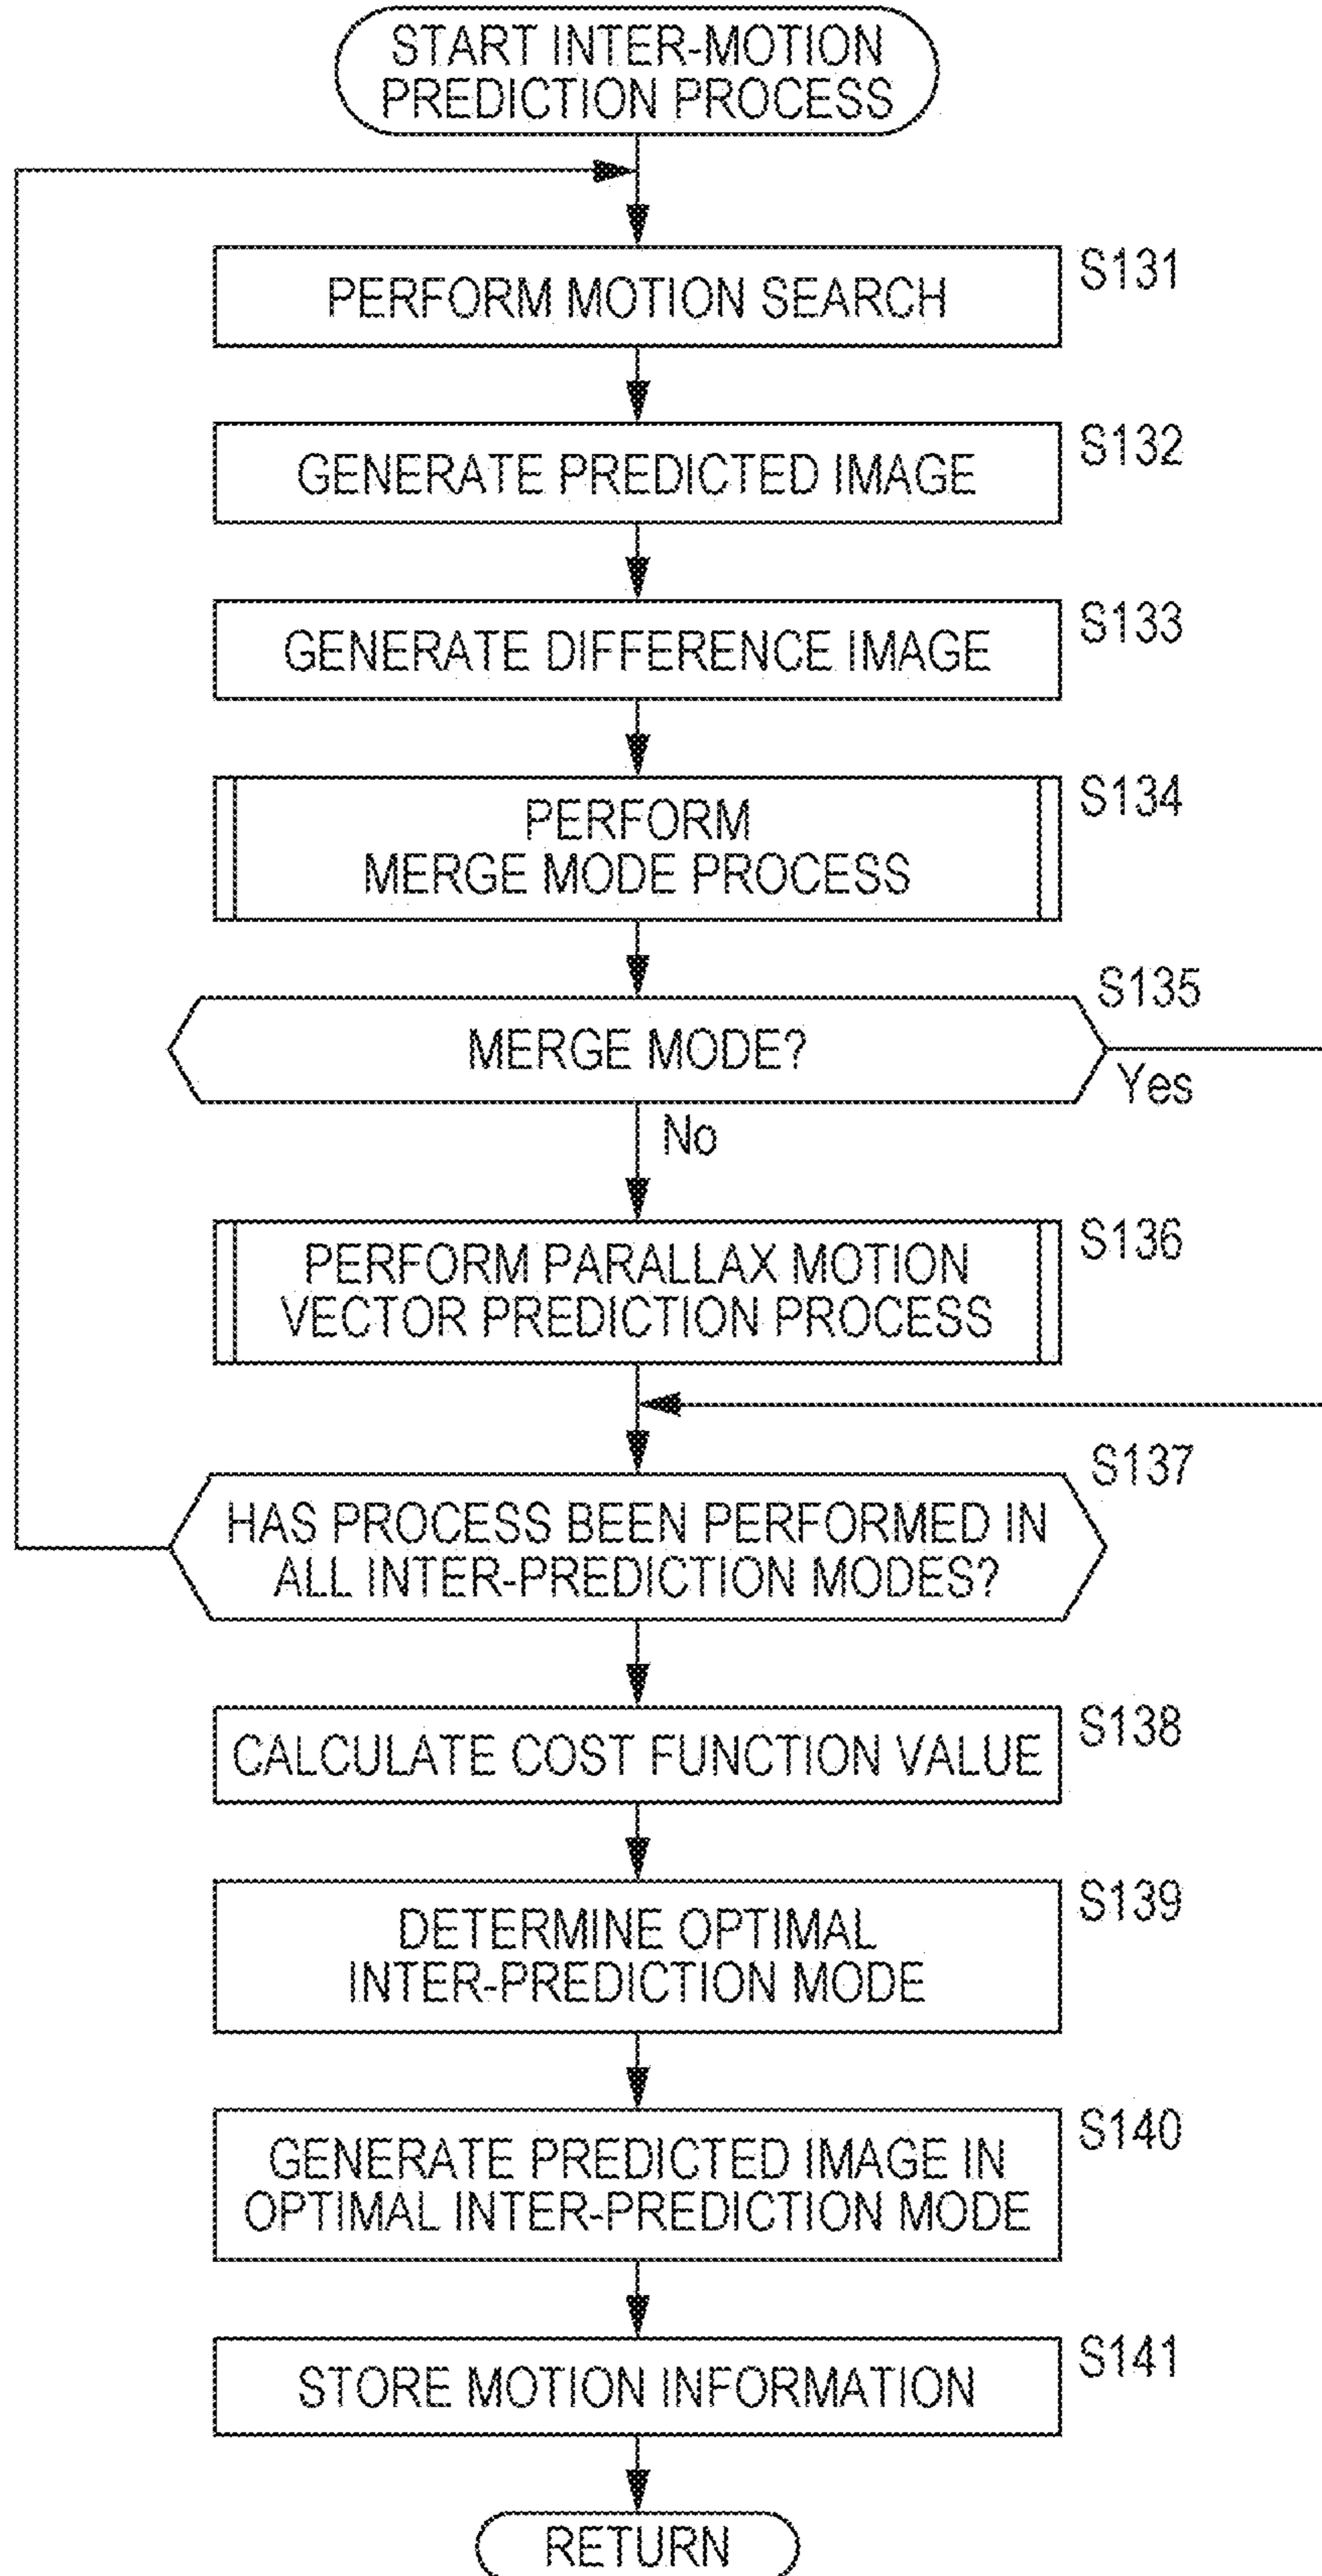 START INTER-MOTION
PREDICTION PROCESS
PERFORM MOTION SEARCH
S131
GENERATE PREDICTED IMAGE
S132
GENERATE DIFFERENCE IMAGE
S133
PERFORM
MERGE MODE PROCESS
S134
MERGE MODE?
S135
Yes
No
PERFORM PARALLAX MOTION
VECTOR PREDICTION PROCESS
S136
HAS PROCESS BEEN PERFORMED IN
ALL INTER-PREDICTION MODES?
S137
CALCULATE COST FUNCTION VALUE
S138
DETERMINE OPTIMAL
INTER-PREDICTION MODE
S139
GENERATE PREDICTED IMAGE IN
OPTIMAL INTER-PREDICTION MODE
S140
STORE MOTION INFORMATION
S141
RETURN